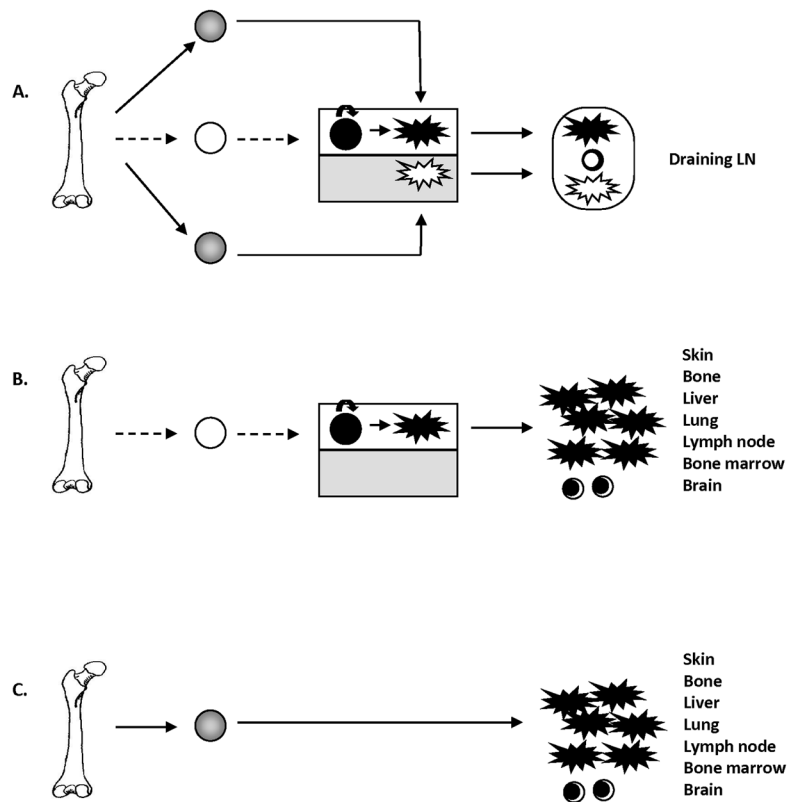 A.
Draining LN
B.
Skin
Bone
Liver
Lung
Lymph node
Bone marrow
Brain
C.
Skin
Bone
Liver
Lung
Lymph node
Bone marrow
Brain